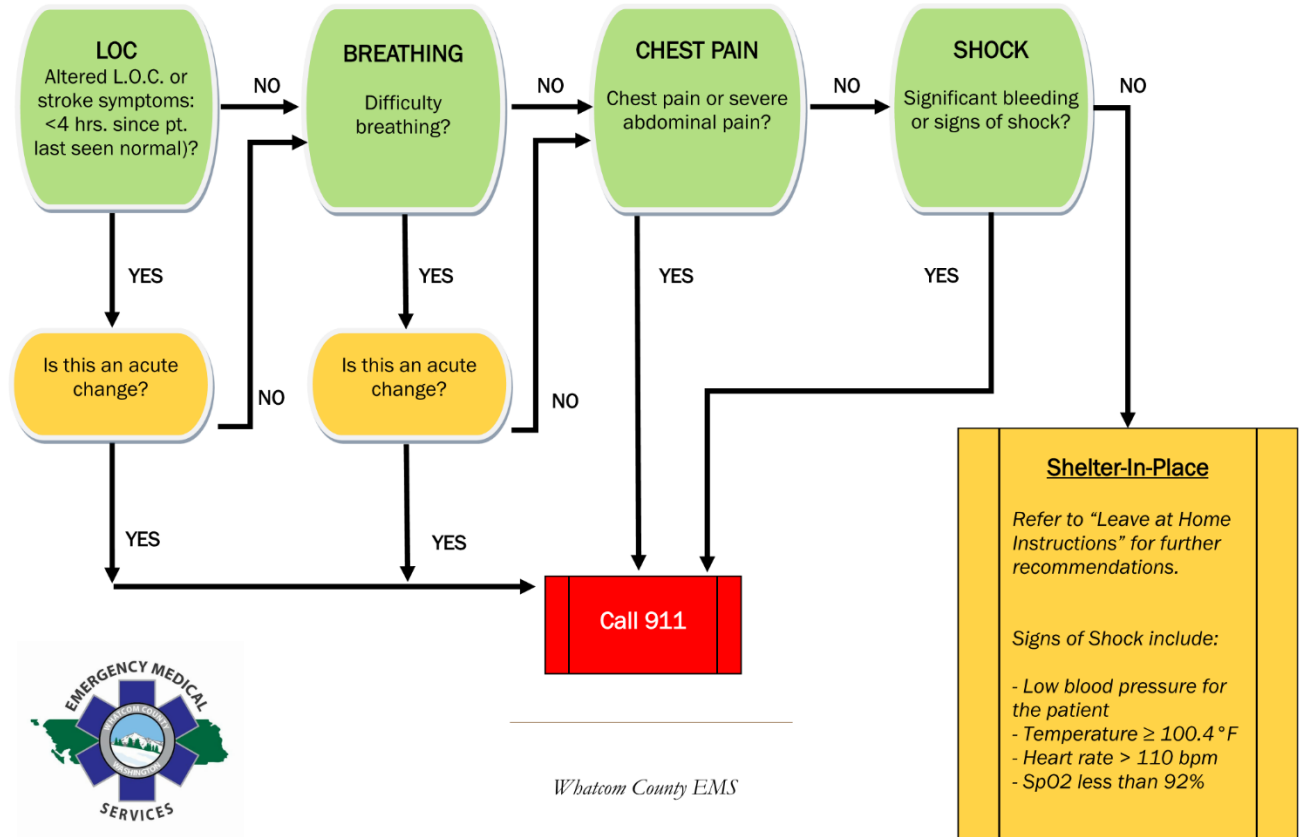 LOC
Altered L.O.C. or
stroke symptoms:
<4 hrs. since pt.
last seen normal)?
NO
BREATHING
Difficulty
breathing?
NO
CHEST PAIN
Chest pain or severe
abdominal pain?
NO
SHOCK
Significant bleeding
or signs of shock?
NO
YES
YES
YES
YES
Is this an acute
change?
NO
Is this an acute
change?
NO
YES
YES
Call 911
Shelter-In-Place
Refer to “Leave at Home
Instructions” for further
recommendations.
Signs of Shock include:
- Low blood pressure for
the patient
- Temperature ≥ 100.4°F
- Heart rate > 110 bpm
- SpO2 less than 92%
EMERGENCY MEDICAL
WHATCOM COUNTY
WASHINGTON
SERVICES
Whatcom County EMS